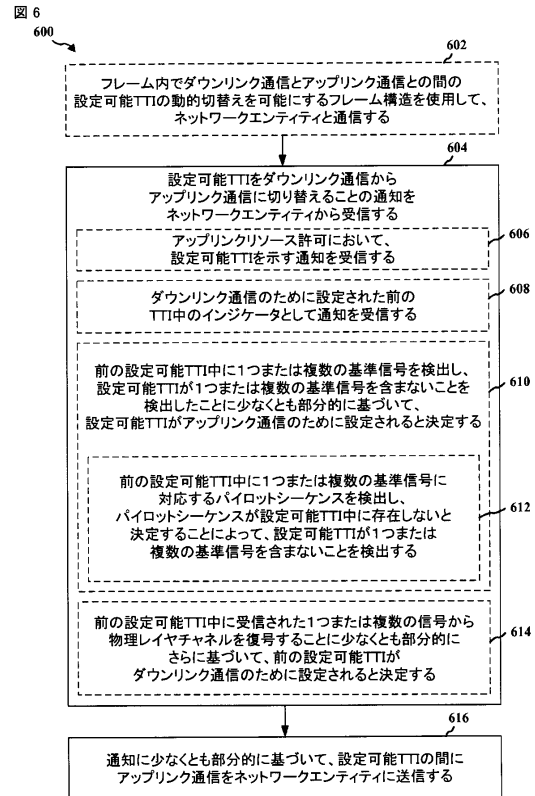 図6
600
602
フレーム内でダウンリンク通信とアップリンク通信との間の
設定可能TTIの動的切替えを可能にするフレーム構造を使用して、
ネットワークエンティティと通信する
604
設定可能TTIをダウンリンク通信から
アップリンク通信に切り替えることの通知を
ネットワークエンティティから受信する
606
アップリンクリソース許可において、
設定可能TTIを示す通知を受信する
608
ダウンリンク通信のために設定された前の
TTI中のインジケータとして通知を受信する
610
前の設定可能TTI中に1つまたは複数の基準信号を検出し、
設定可能TTIが1つまたは複数の基準信号を含まないことを
検出したことに少なくとも部分的に基づいて、
設定可能TTIがアップリンク通信のために設定されると決定する
612
前の設定可能TTI中に1つまたは複数の基準信号に
対応するパイロットシーケンスを検出し、
パイロットシーケンスが設定可能TTI中に存在しないと
決定することによって、設定可能TTIが1つまたは
複数の基準信号を含まないことを検出する
614
前の設定可能TTI中に受信された1つまたは複数の信号から
物理レイヤチャネルを復号することに少なくとも部分的に
さらに基づいて、前の設定可能TTIが
ダウンリンク通信のために設定されると決定する
616
通知に少なくとも部分的に基づいて、設定可能TTIの間に
アップリンク通信をネットワークエンティティに送信する